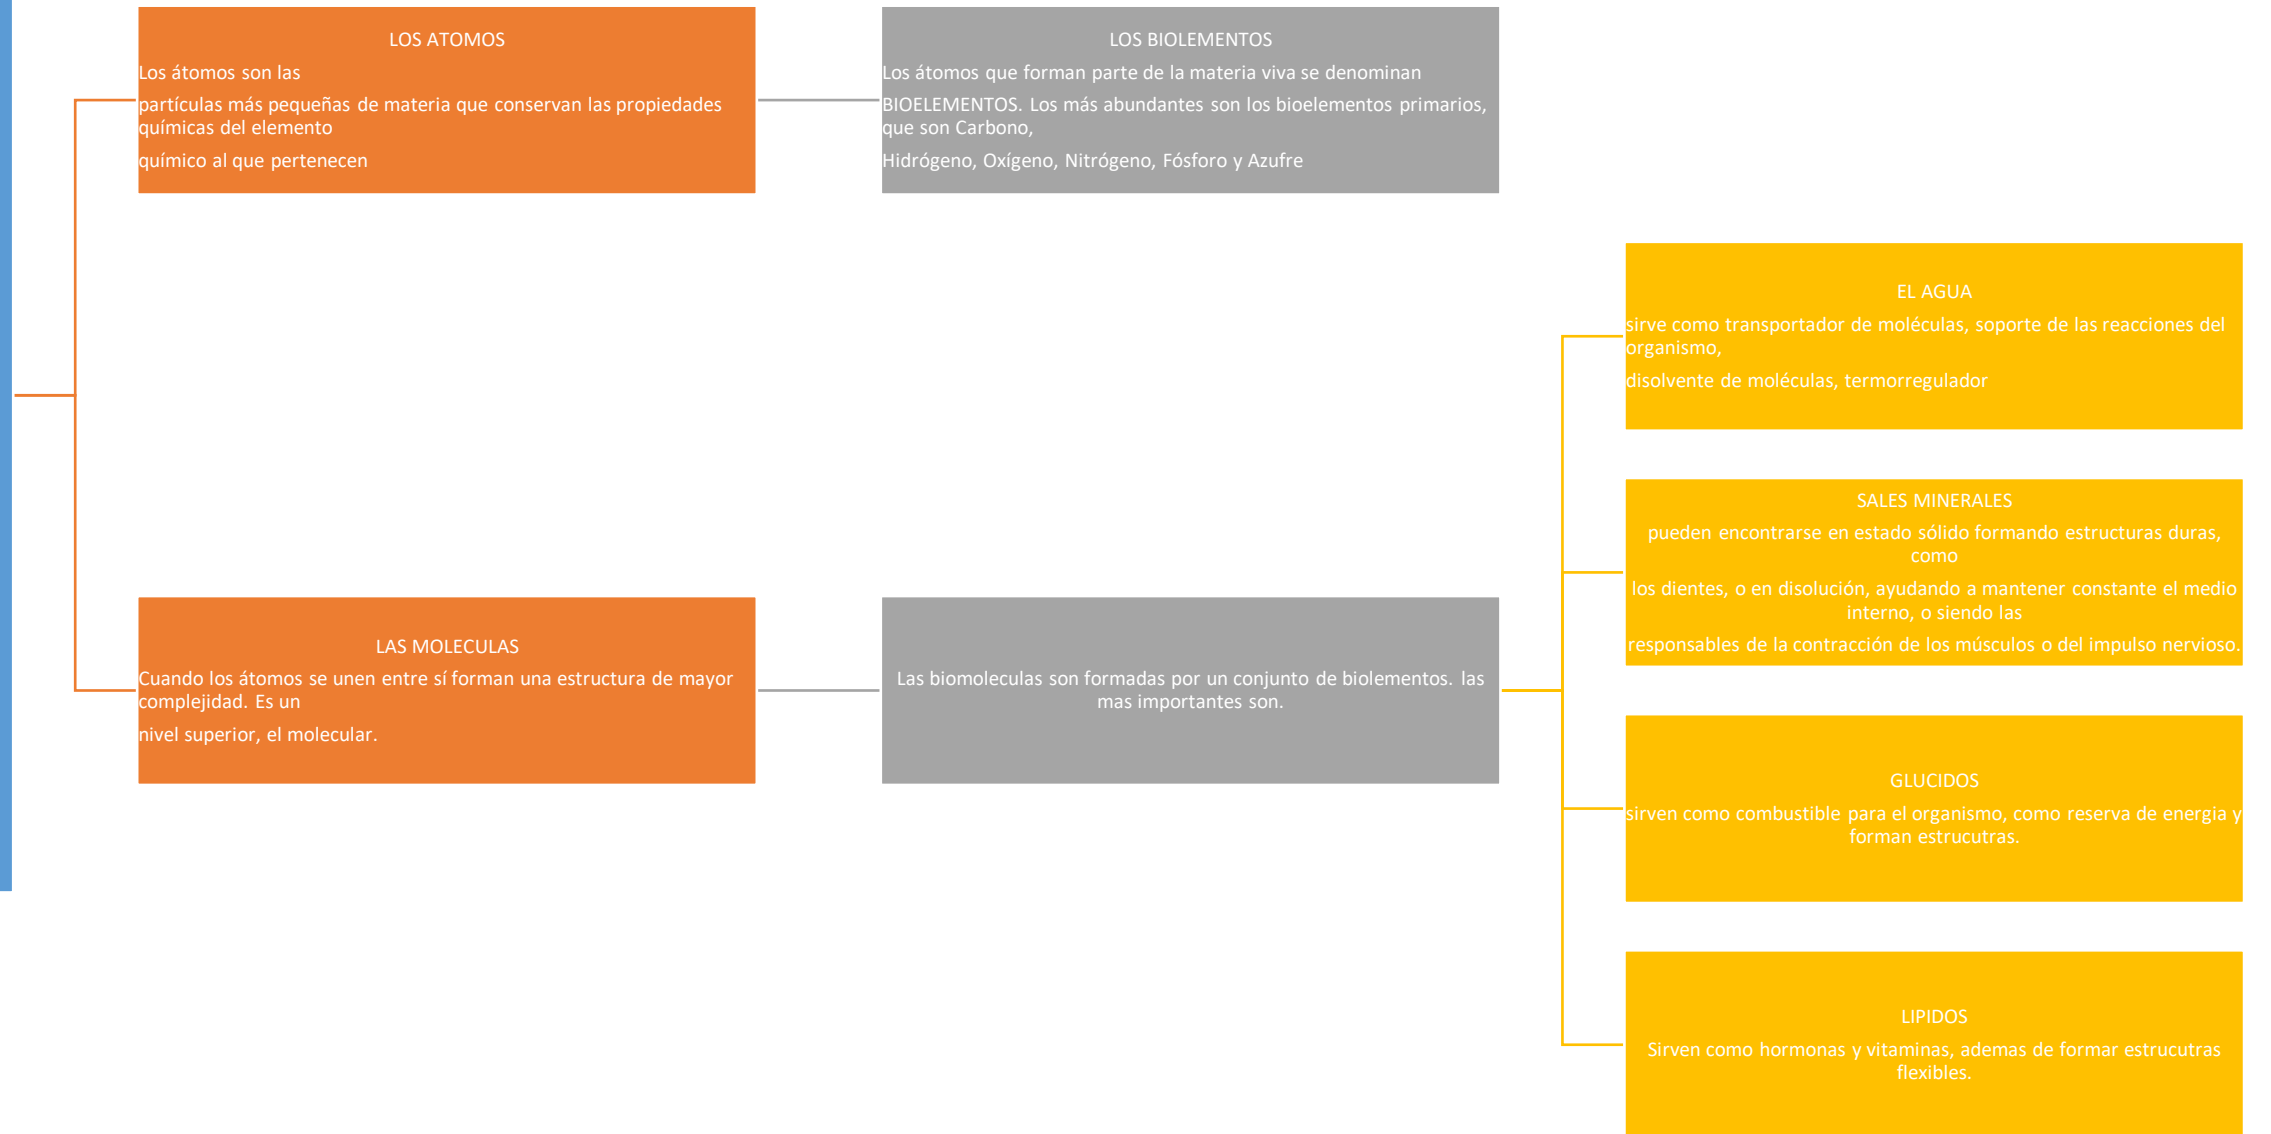 LOS ATOMOS
Los átomos son las
partículas más pequeñas de materia que conservan las propiedades
químicas del elemento
químico al que pertenecen
LOS BIOLEMENTOS
Los átomos que forman parte de la materia viva se denominan
BIOELEMENTOS. Los más abundantes son los bioelementos primarios,
que son Carbono,
Hidrógeno, Oxígeno, Nitrógeno, Fósforo y Azufre
LAS MOLECULAS
Cuando los átomos se unen entre sí forman una estructura de mayor
complejidad. Es un
nivel superior, el molecular.
Las biomoleculas son formadas por un conjunto de biolementos. las
mas importantes son.
EL AGUA
sirve como transportador de moléculas, soporte de las reacciones del
organismo,
disolvente de moléculas, termorregulador
SALES MINERALES
pueden encontrarse en estado sólido formando estructuras duras,
como
los dientes, o en disolución, ayudando a mantener constante el medio
interno, o siendo las
responsables de la contracción de los músculos o del impulso nervioso.
GLUCIDOS
sirven como combustible para el organismo, como reserva de energia y
forman estrucutras.
LIPIDOS
Sirven como hormonas y vitaminas, ademas de formar estrucutras
flexibles.